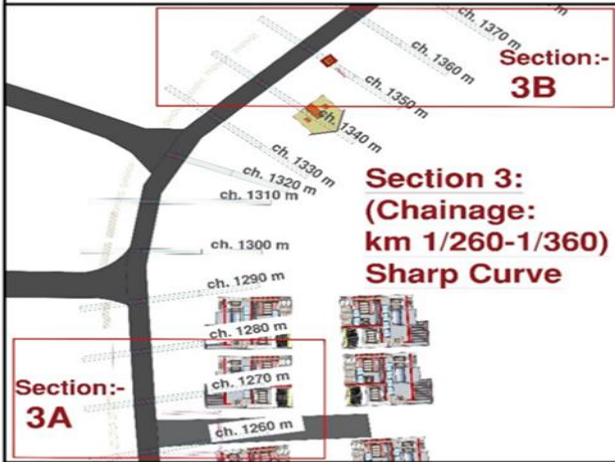 ch. 1370 m
ch. 1360 m
Section:-
3B
ch. 1350 m
ch. 1340 m
ch. 1330 m
ch. 1320 m
ch. 1310 m
Section 3:
(Chainage:
km 1/260-1/360)
Sharp Curve
ch. 1300 m
ch. 1290 m
ch. 1280 m
ch. 1270 m
Section:-
3A
ch. 1260 m